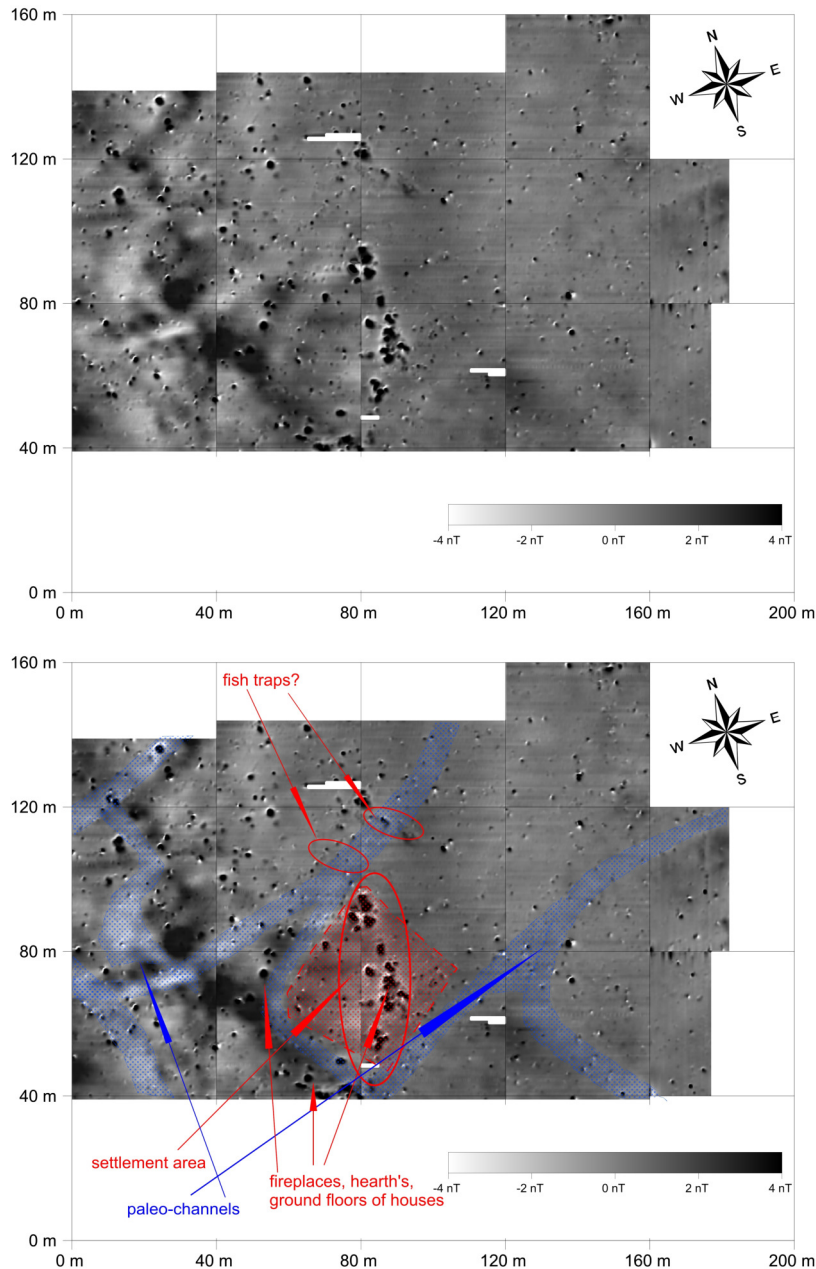 160 m
N
E
W
S
120 m
80 m
40 m
-4 nT
-2 nT
0 nT
2 nT
4 nT
0 m
0 m
40 m
80 m
120 m
160 m
200 m
160 m
fish traps?
N
E
W
S
120 m
80 m
40 m
settlement area
fireplaces, hearth's,
ground floors of houses
paleo-channels
-4 nT
-2 nT
0 nT
2 nT
4 nT
0 m
0 m
40 m
80 m
120 m
160 m
200 m